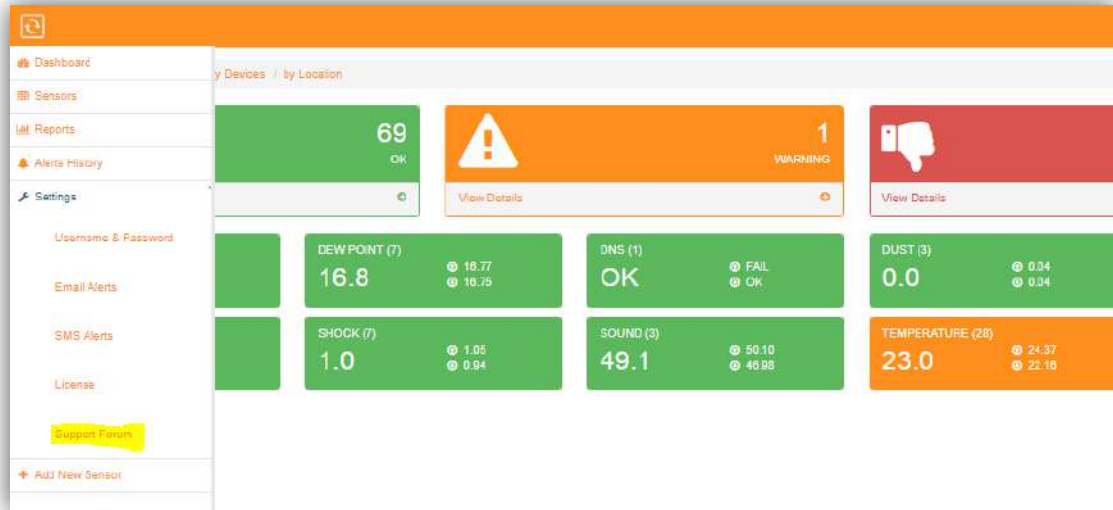 Dashboard
Sensors
Reports
Alerts History
Settings
Username & Password
Email Alerts
SMS Alerts
License
Support Forum
Add New Sensor
y Devices / by Location
69
OK
1
WARNING
View Details
View Details
DEW POINT (7)
16.8
16.77
16.75
DNS (1)
OK
FAIL
OK
DUST (3)
0.0
0.04
0.04
SHOCK (7)
1.0
1.05
0.94
SOUND (3)
49.1
50.10
46.98
TEMPERATURE (28)
23.0
24.37
22.16